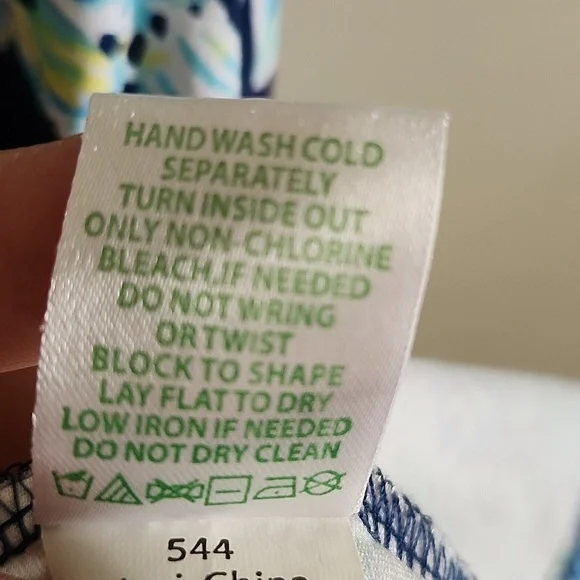 HAND WASH COLD
SEPARATELY
TURN INSIDE OUT
ONLY NON-CHLORINE
BLEACH,IF NEEDED
DO NOT WRING
OR TWIST
BLOCK TO SHAPE
LAY FLAT TO DRY
LOW IRON IF NEEDED
DO NOT DRY CLEAN
544
China